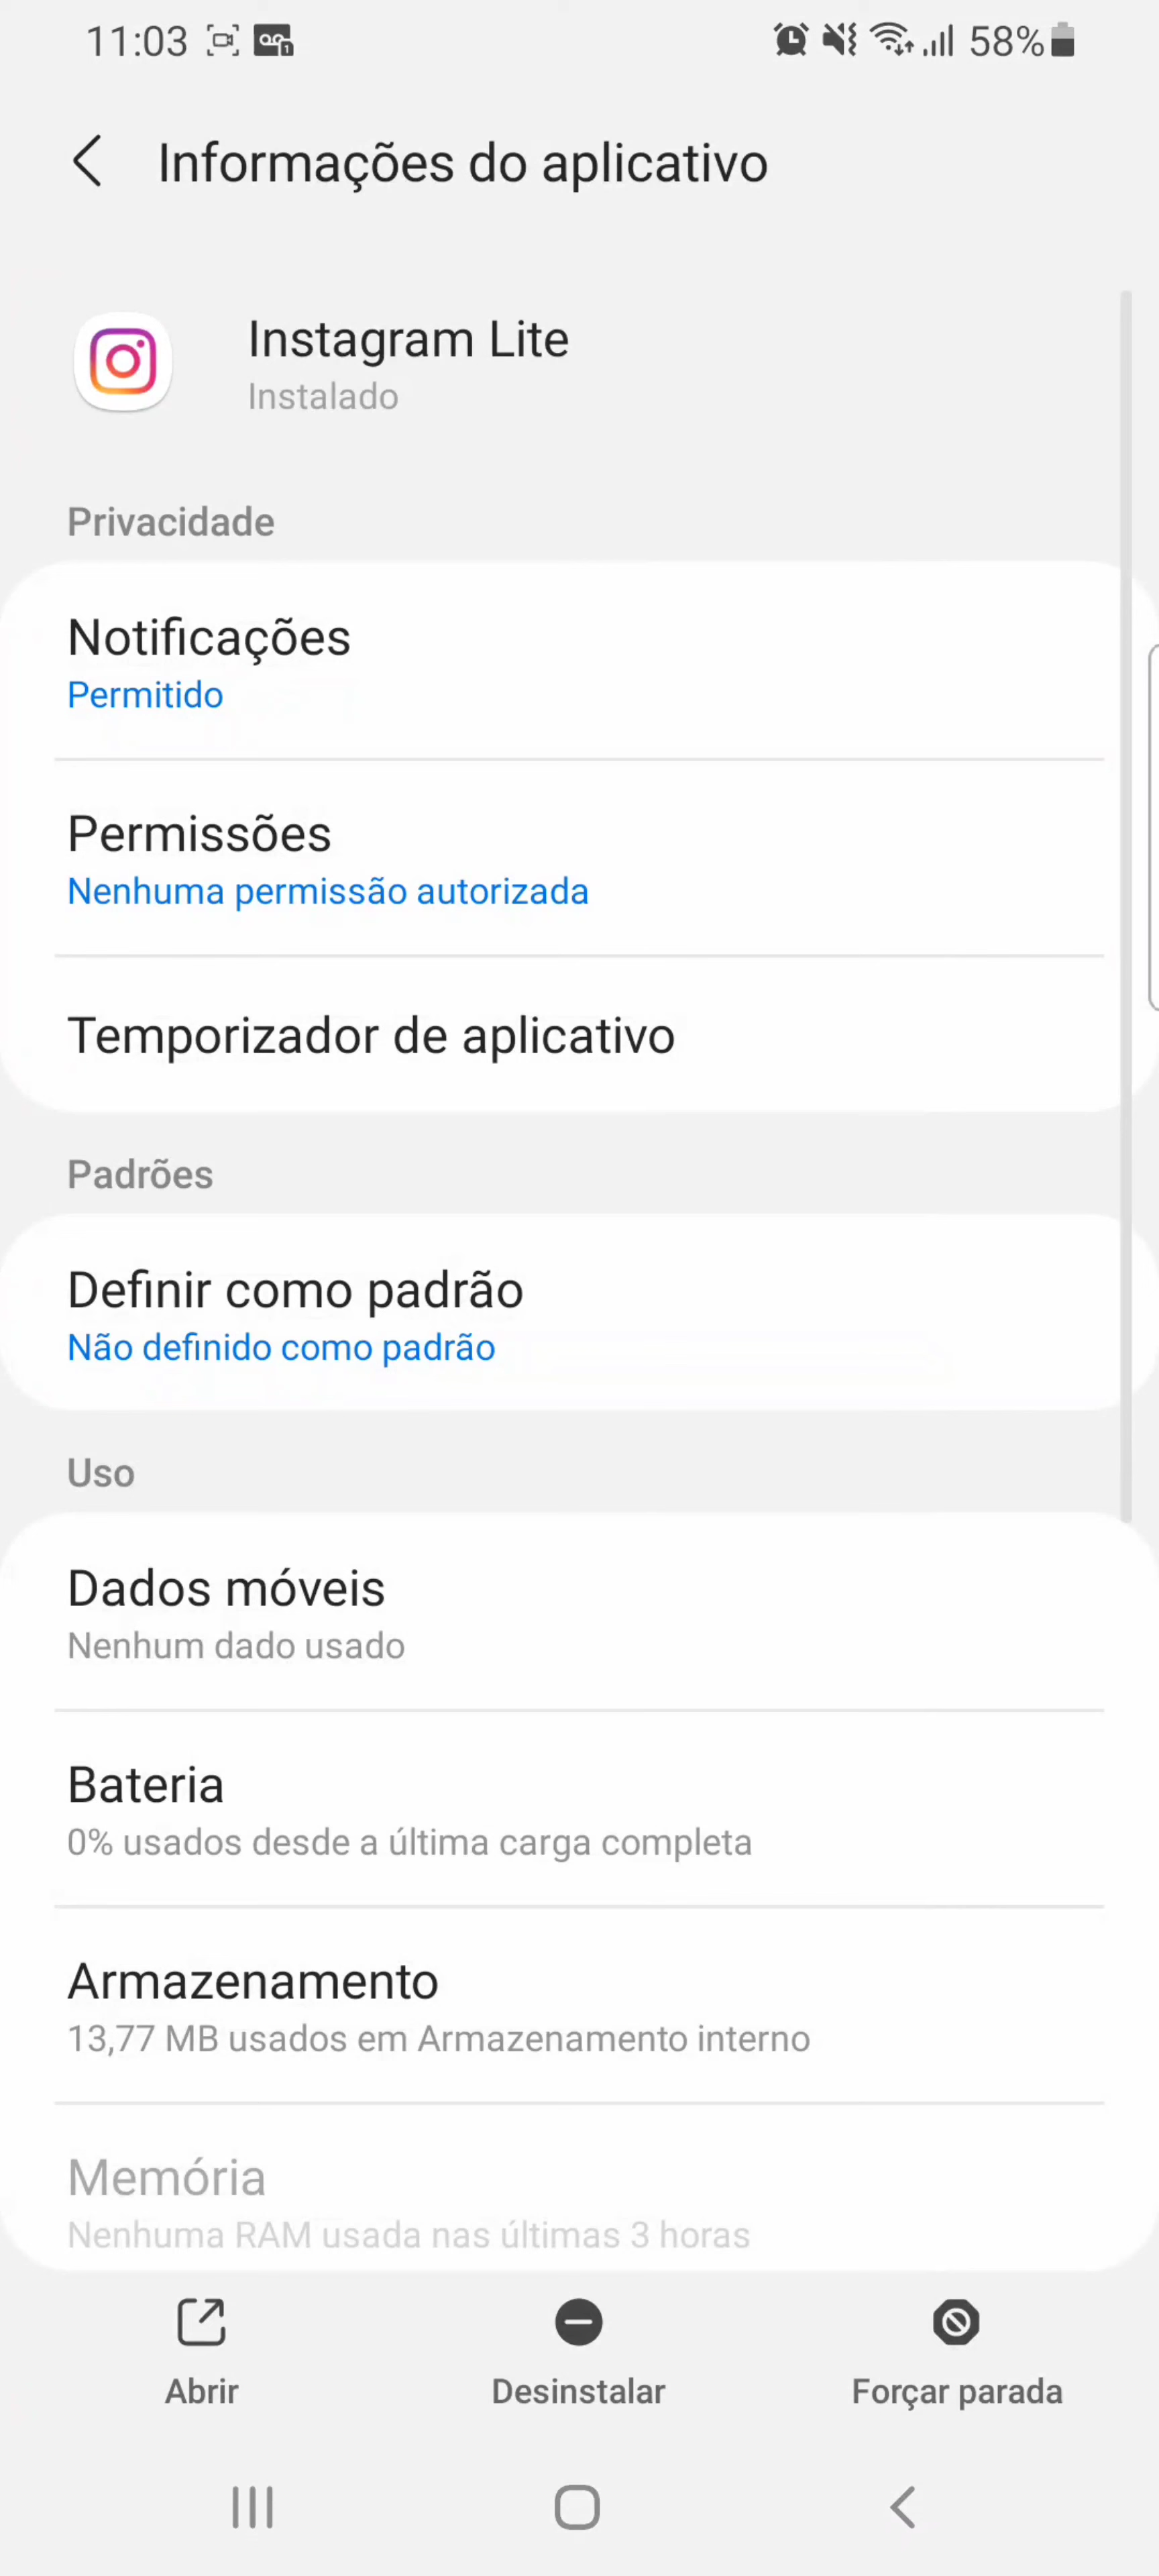 11:03 58%
Informações do aplicativo
Instagram Lite
Instalado
Privacidade
Notificações
Permitido
Permissões
Nenhuma permissão autorizada
Temporizador de aplicativo
Padrões
Definir como padrão
Não definido como padrão
Uso
Dados móveis
Nenhum dado usado
Bateria
0% usados desde a última carga completa
Armazenamento
13,77 MB usados em Armazenamento interno
Memória
Nenhuma RAM usada nas últimas 3 horas
Abrir Desinstalar Forçar parada